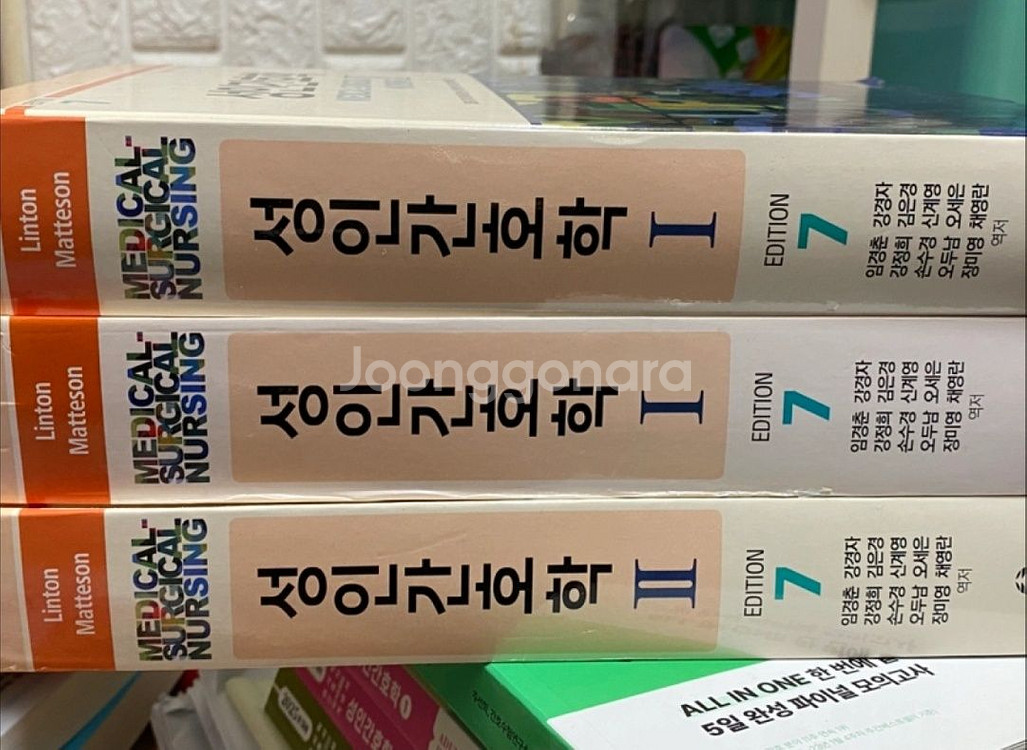 Linton
Matteson
MEDICAL-
SURGICAL
NURSING
성인간호학 I
EDITION
7
임경춘 강경자
강정희 김은경
손수경 신계영
오두남 오세은
장미영 채영란
역저
Linton
Matteson
MEDICAL-
SURGICAL
NURSING
성인간호학 I
EDITION
7
임경춘 강경자
강정희 김은경
손수경 신계영
오두남 오세은
장미영 채영란
역저
Joonggonara
Linton
Matteson
MEDICAL-
SURGICAL
NURSING
성인간호학 II
EDITION
7
임경춘 강경자
강정희 김은경
손수경 신계영
오두남 오세은
장미영 채영란
역저
ALL IN ONE 한 번에
5일 완성 파이널 모의고사
성인간호학